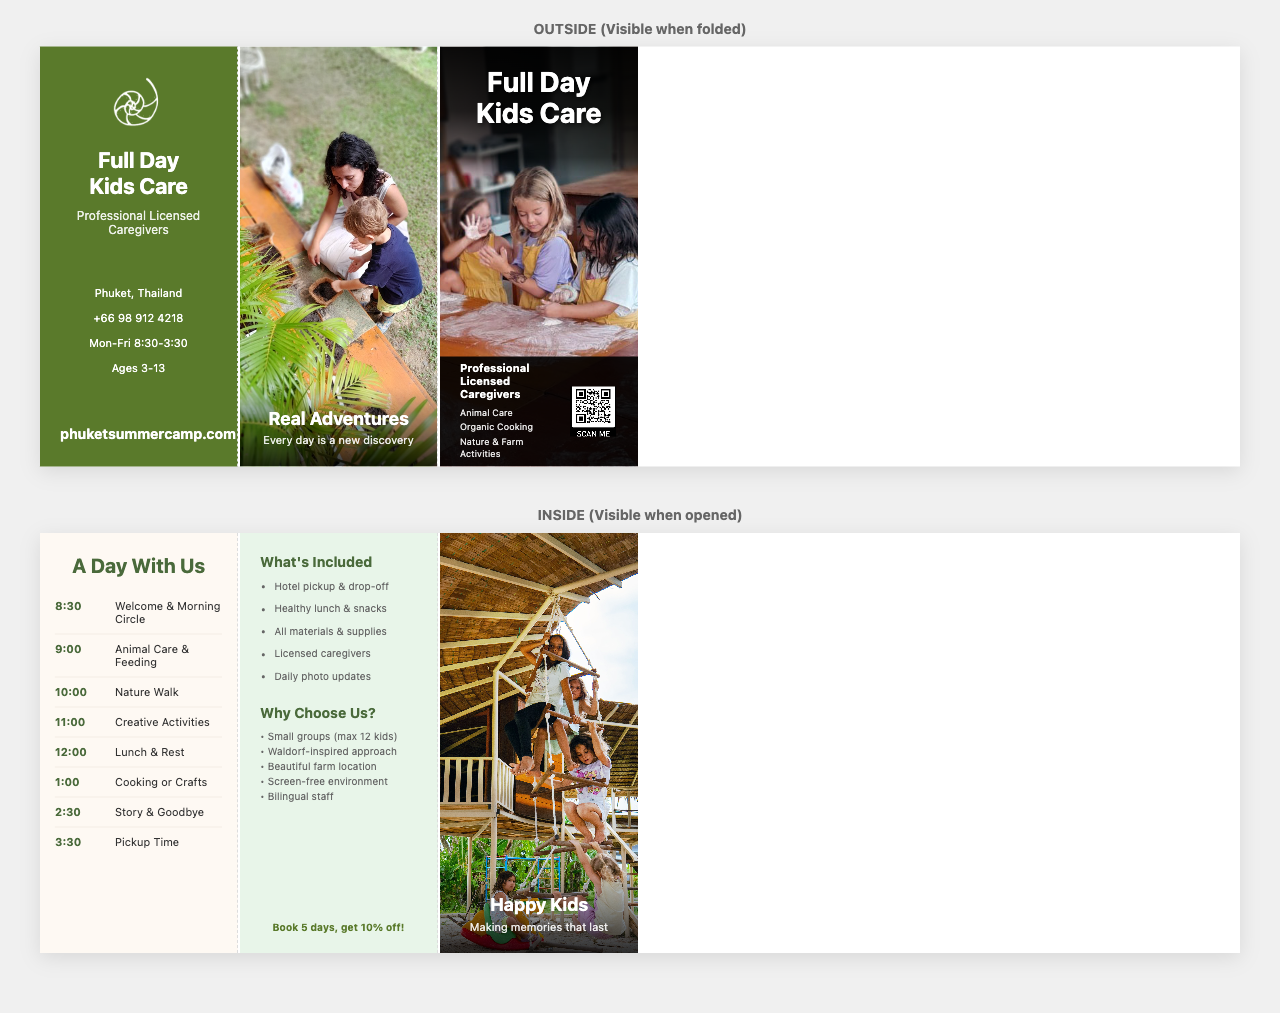 OUTSIDE (Visible when folded)
Full Day
Kids Care
Professional Licensed
Caregivers
Phuket, Thailand
+66 98 912 4218
Mon-Fri 8:30-3:30
Ages 3-13
phuketsummercamp.com
Real Adventures
Every day is a new discovery
Full Day
Kids Care
Professional
Licensed
Caregivers
Animal Care
Organic Cooking
Nature & Farm
Activities
SCAN ME
INSIDE (Visible when opened)
A Day With Us
8:30 Welcome & Morning
Circle
9:00 Animal Care &
Feeding
10:00 Nature Walk
11:00 Creative Activities
12:00 Lunch & Rest
1:00 Cooking or Crafts
2:30 Story & Goodbye
3:30 Pickup Time
What's Included
• Hotel pickup & drop-off
• Healthy lunch & snacks
• All materials & supplies
• Licensed caregivers
• Daily photo updates
Why Choose Us?
• Small groups (max 12 kids)
• Waldorf-inspired approach
• Beautiful farm location
• Screen-free environment
• Bilingual staff
Book 5 days, get 10% off!
Happy Kids
Making memories that last